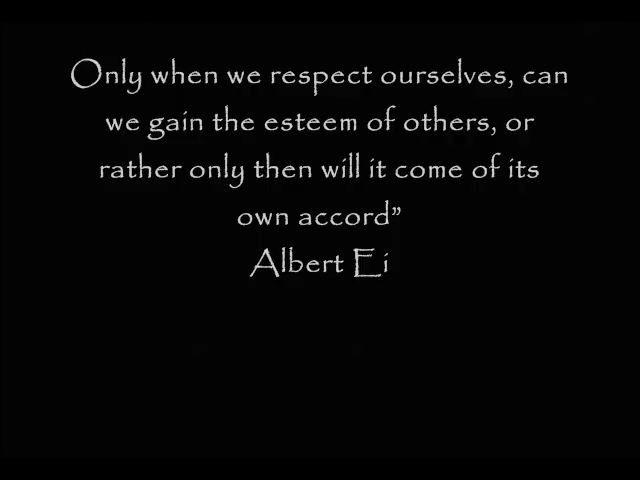 Only when we respect ourselves, can
we gain the esteem of others, or
rather only then will it come of its
own accord”
Albert Ei